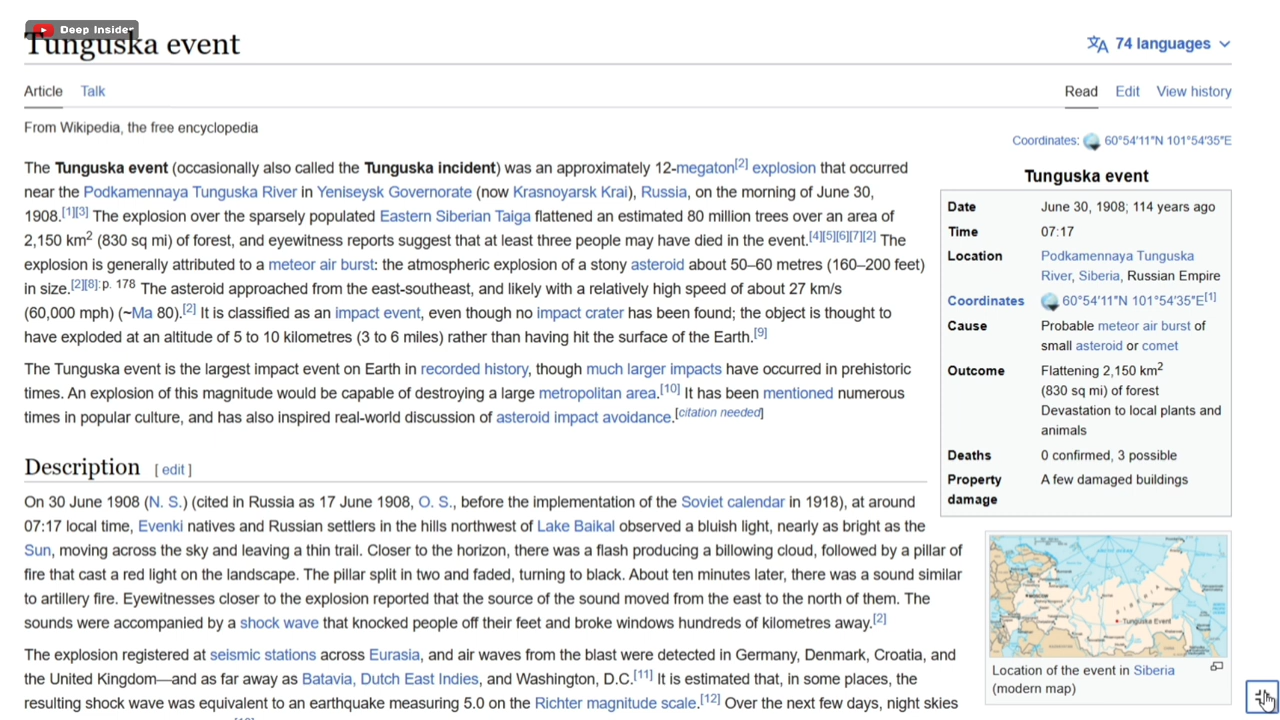 Deep Insider
Tunguska event
74 languages
Article Talk
Read Edit View history
From Wikipedia, the free encyclopedia
Coordinates: 60°54′11″N 101°54′35″E
The Tunguska event (occasionally also called the Tunguska incident) was an approximately 12-megaton[2] explosion that occurred
near the Podkamennaya Tunguska River in Yeniseysk Governorate (now Krasnoyarsk Krai), Russia, on the morning of June 30,
1908.[1][3] The explosion over the sparsely populated Eastern Siberian Taiga flattened an estimated 80 million trees over an area of
2,150 km2 (830 sq mi) of forest, and eyewitness reports suggest that at least three people may have died in the event.[4][5][6][7][2] The
explosion is generally attributed to a meteor air burst: the atmospheric explosion of a stony asteroid about 50–60 metres (160–200 feet)
in size.[2][8]:p. 178 The asteroid approached from the east-southeast, and likely with a relatively high speed of about 27 km/s
(60,000 mph) (~Ma 80).[2] It is classified as an impact event, even though no impact crater has been found; the object is thought to
have exploded at an altitude of 5 to 10 kilometres (3 to 6 miles) rather than having hit the surface of the Earth.[9]
The Tunguska event is the largest impact event on Earth in recorded history, though much larger impacts have occurred in prehistoric
times. An explosion of this magnitude would be capable of destroying a large metropolitan area.[10] It has been mentioned numerous
times in popular culture, and has also inspired real-world discussion of asteroid impact avoidance.[citation needed]
Tunguska event
Date June 30, 1908; 114 years ago
Time 07:17
Location Podkamennaya Tunguska
River, Siberia, Russian Empire
Coordinates 60°54′11″N 101°54′35″E[1]
Cause Probable meteor air burst of
small asteroid or comet
Outcome Flattening 2,150 km2
(830 sq mi) of forest
Devastation to local plants and
animals
Deaths 0 confirmed, 3 possible
Property A few damaged buildings
damage
Description [ edit ]
On 30 June 1908 (N. S.) (cited in Russia as 17 June 1908, O. S., before the implementation of the Soviet calendar in 1918), at around
07:17 local time, Evenki natives and Russian settlers in the hills northwest of Lake Baikal observed a bluish light, nearly as bright as the
Sun, moving across the sky and leaving a thin trail. Closer to the horizon, there was a flash producing a billowing cloud, followed by a pillar of
fire that cast a red light on the landscape. The pillar split in two and faded, turning to black. About ten minutes later, there was a sound similar
to artillery fire. Eyewitnesses closer to the explosion reported that the source of the sound moved from the east to the north of them. The
sounds were accompanied by a shock wave that knocked people off their feet and broke windows hundreds of kilometres away.[2]
The explosion registered at seismic stations across Eurasia, and air waves from the blast were detected in Germany, Denmark, Croatia, and
the United Kingdom—and as far away as Batavia, Dutch East Indies, and Washington, D.C.[11] It is estimated that, in some places, the
resulting shock wave was equivalent to an earthquake measuring 5.0 on the Richter magnitude scale.[12] Over the next few days, night skies
Tunguska Event
Location of the event in Siberia
(modern map)